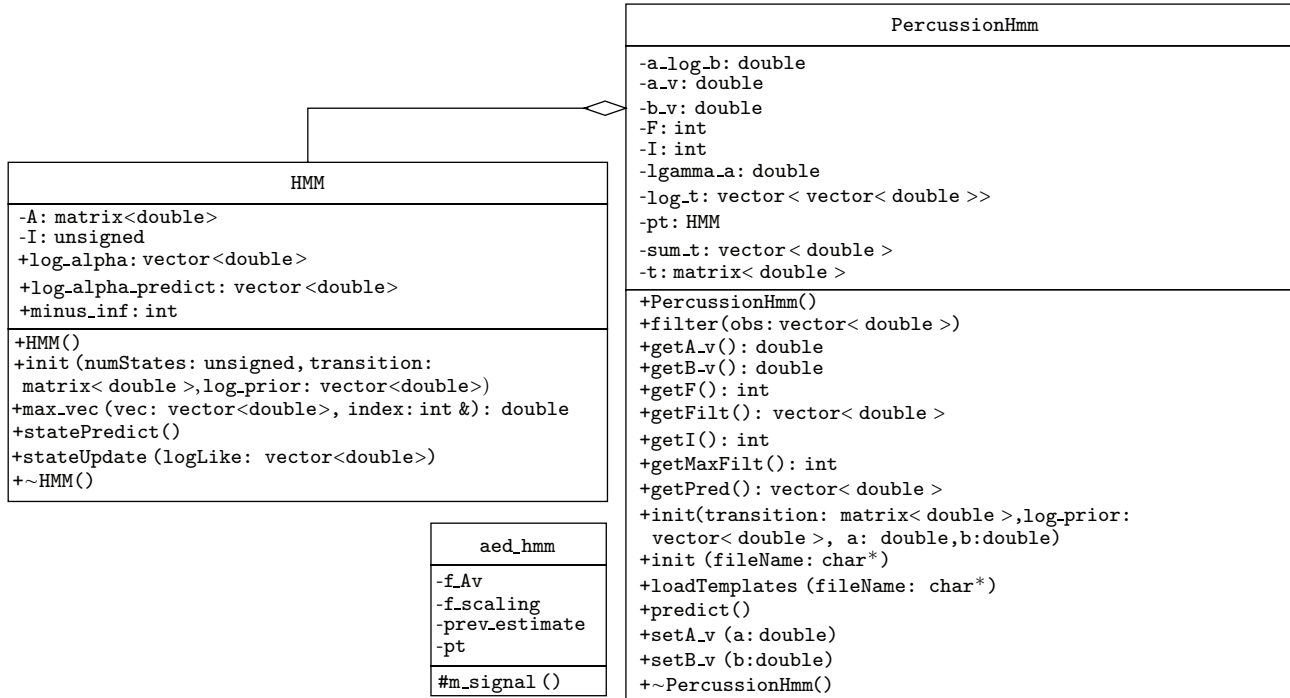 PercussionHmm
-a_log_b: double
-a_v: double
-b_v: double
-F: int
-I: int
-lgamma_a: double
-log_t: vector< vector< double >>
-pt: HMM
-sum_t: vector< double >
-t: matrix< double >
+PercussionHmm()
+filter(obs: vector< double >)
+getA_v(): double
+getB_v(): double
+getF(): int
+getFilt(): vector< double >
+getI(): int
+getMaxFilt(): int
+getPred(): vector< double >
+init(transition: matrix< double >,log_prior:
vector< double >, a: double,b:double)
+init (fileName: char*)
+loadTemplates (fileName: char*)
+predict()
+setA_v (a: double)
+setB_v (b:double)
+~PercussionHmm()
HMM
-A: matrix<double>
-I: unsigned
+log_alpha: vector<double>
+log_alpha_predict: vector<double>
+minus_inf: int
+HMM()
+init (numStates: unsigned, transition:
matrix< double >,log_prior: vector<double>)
+max_vec (vec: vector<double>, index: int &): double
+statePredict()
+stateUpdate (logLike: vector<double>)
+~HMM()
aed_hmm
-f_Av
-f_scaling
-prev_estimate
-pt
#m_signal ()